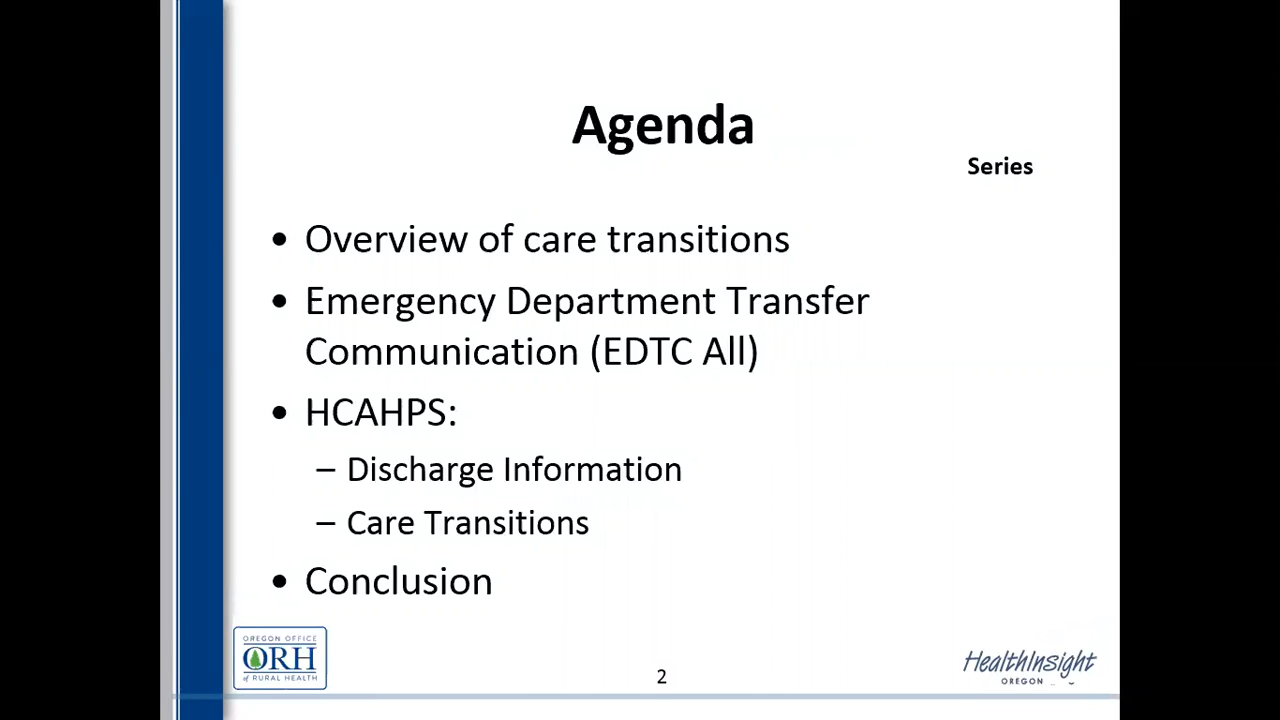 Agenda
Series
• Overview of care transitions
• Emergency Department Transfer
Communication (EDTC All)
• HCAHPS:
– Discharge Information
– Care Transitions
• Conclusion
OREGON OFFICE
ORH
of RURAL HEALTH
2
HealthInsight
OREGON